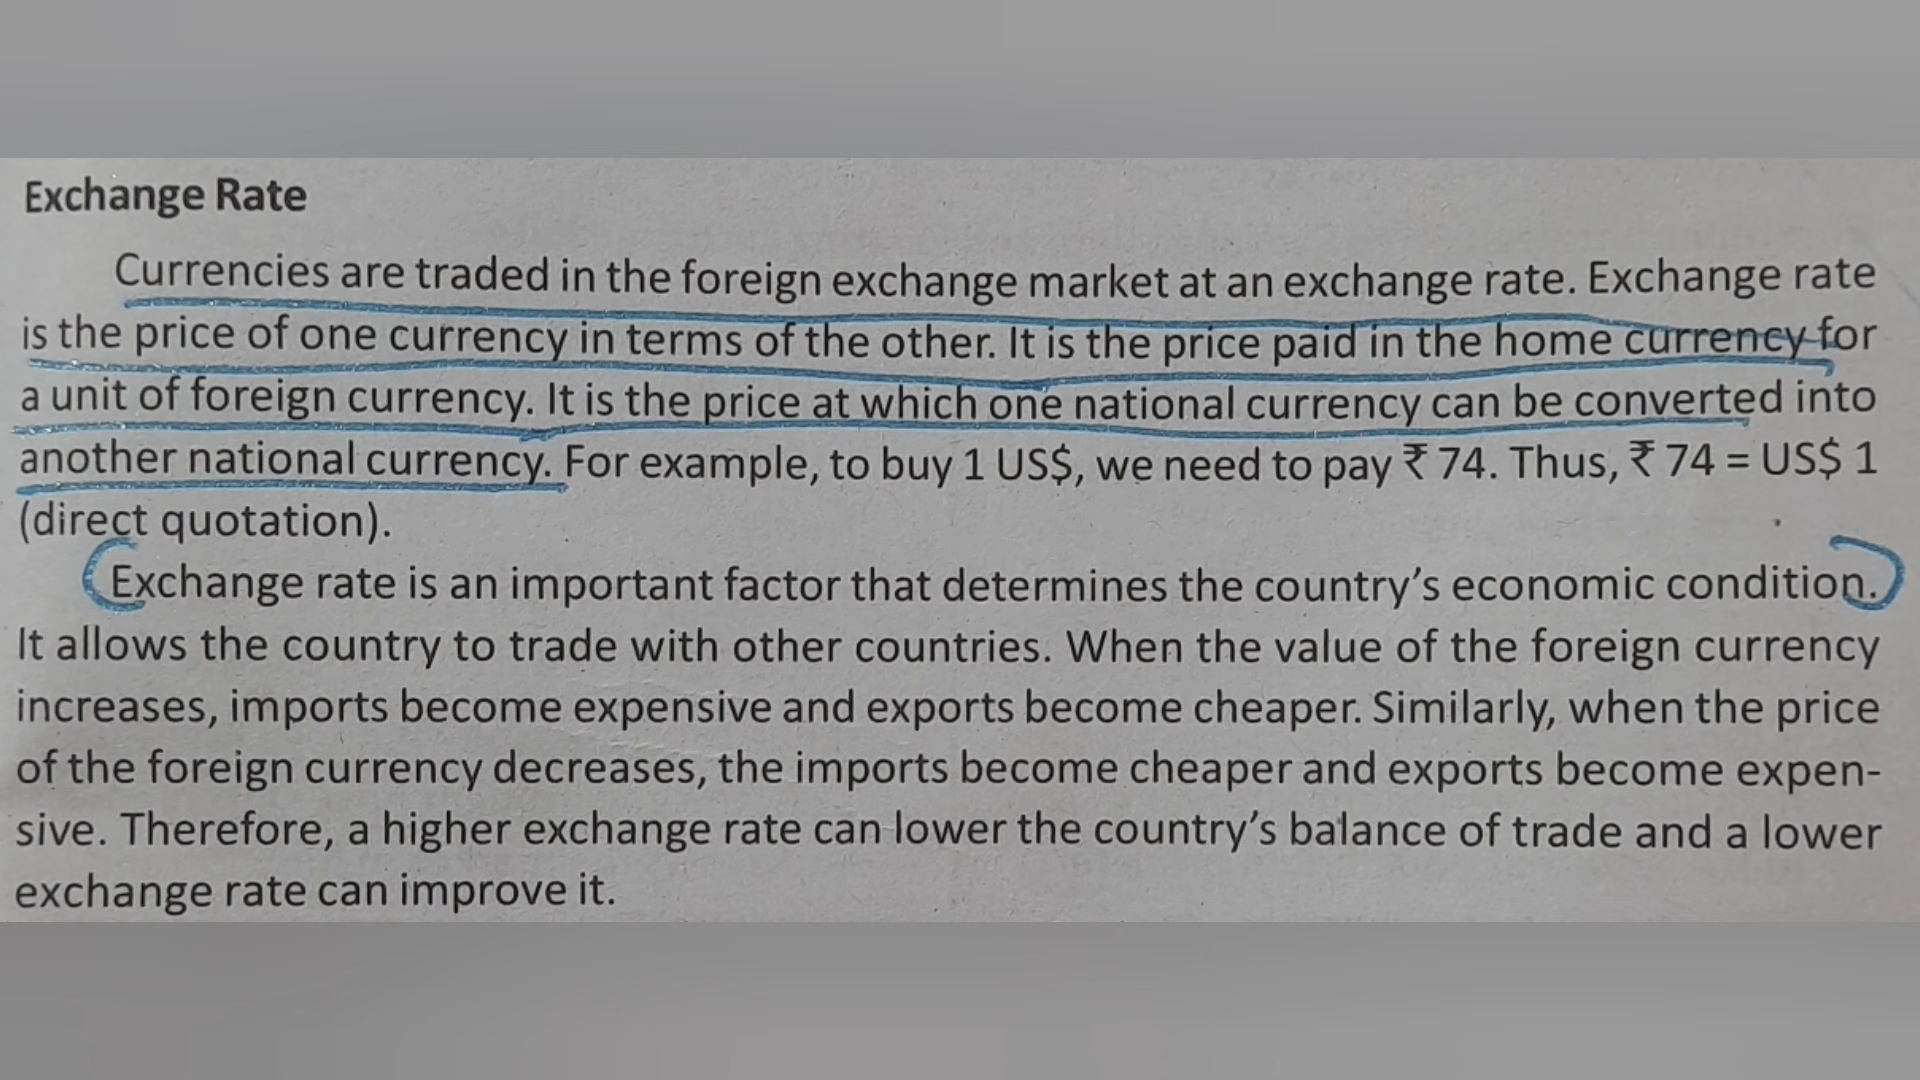 Exchange Rate
Currencies are traded in the foreign exchange market at an exchange rate. Exchange rate
is the price of one currency in terms of the other. It is the price paid in the home currency for
a unit of foreign currency. It is the price at which one national currency can be converted into
another national currency. For example, to buy 1 US$, we need to pay ₹ 74. Thus, ₹ 74 = US$ 1
(direct quotation).
Exchange rate is an important factor that determines the country's economic condition.
It allows the country to trade with other countries. When the value of the foreign currency
increases, imports become expensive and exports become cheaper. Similarly, when the price
of the foreign currency decreases, the imports become cheaper and exports become expen-
sive. Therefore, a higher exchange rate can lower the country's balance of trade and a lower
exchange rate can improve it.